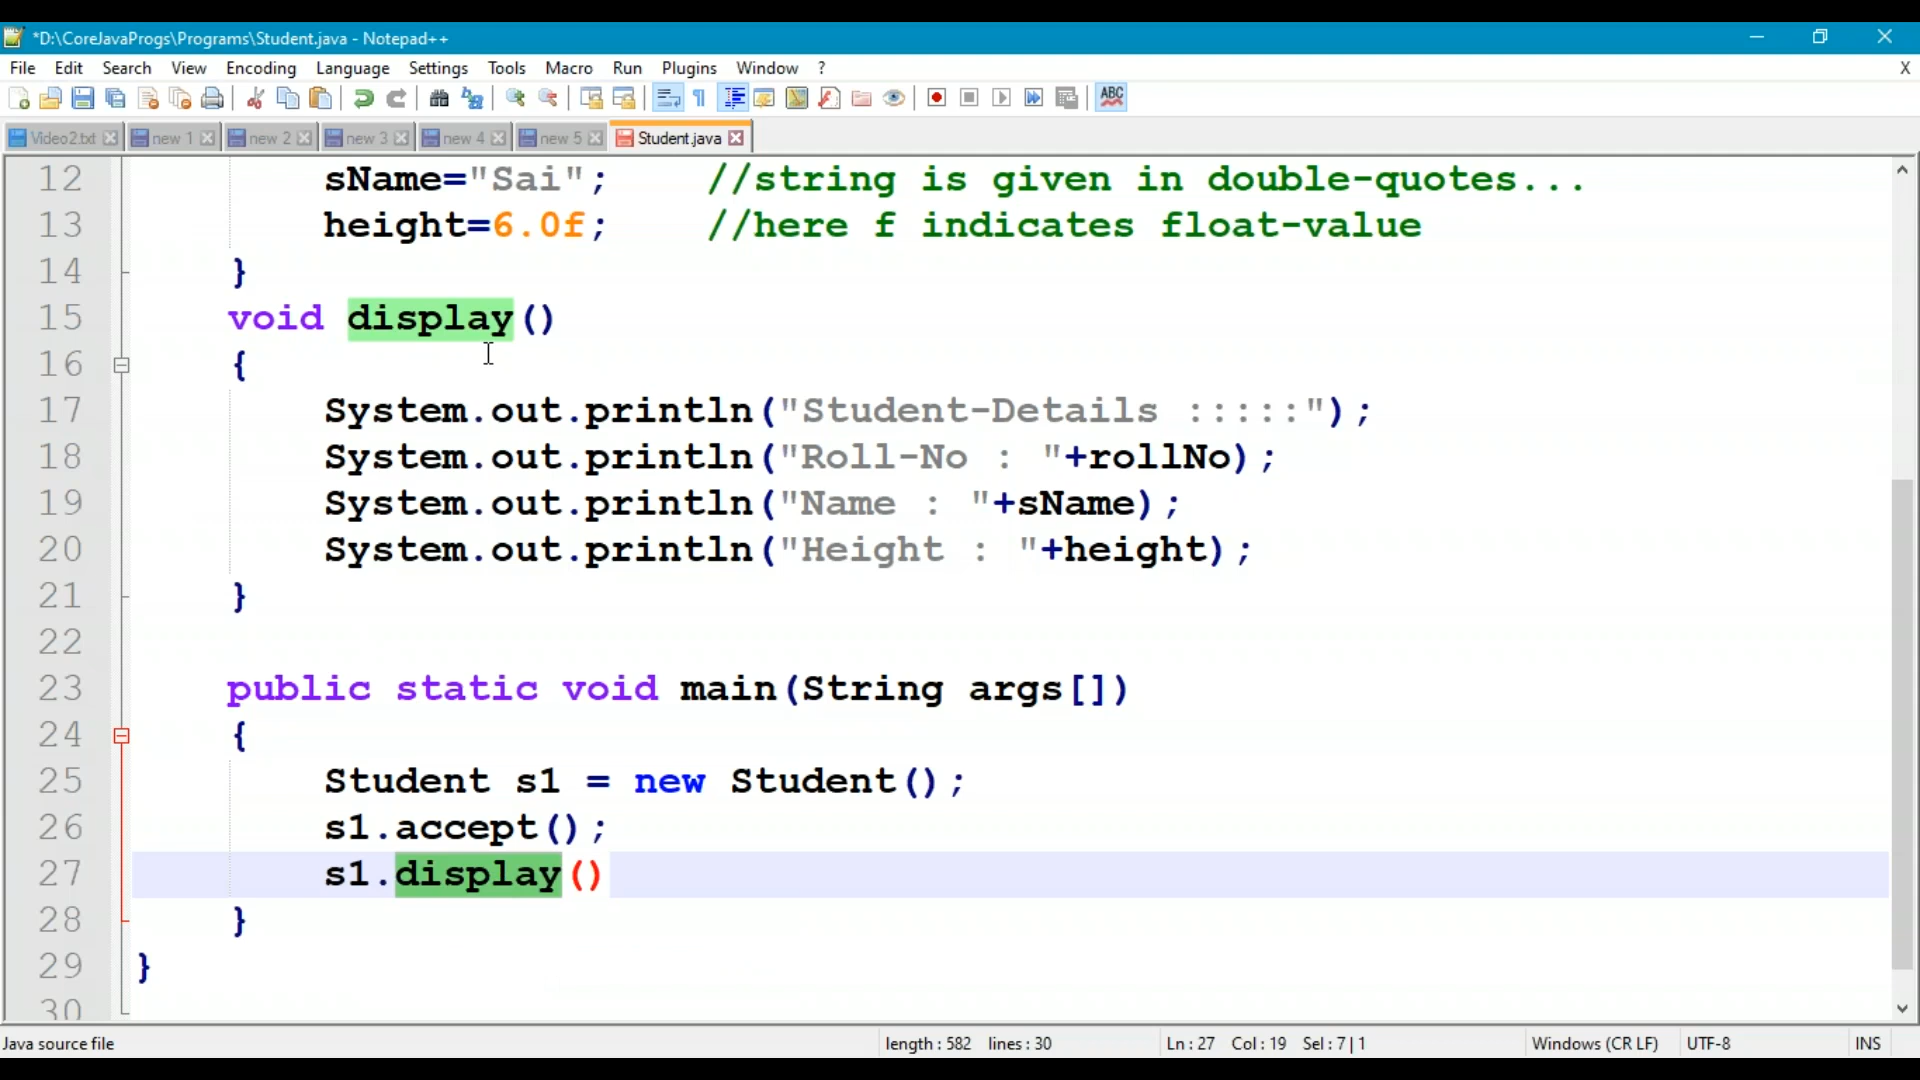 *D:\CoreJavaProgs\Programs\Student.java - Notepad++
File Edit Search View Encoding Language Settings Tools Macro Run Plugins Window ? X
ABC
Video2.txt new 1 new 2 new 3 new 4 new 5 Student.java
12 sName="Sai"; //string is given in double-quotes...
13 height=6.0f; //here f indicates float-value
14 }
15 void display()
16 {
17 System.out.println("Student-Details :::::");
18 System.out.println("Roll-No : "+rollNo);
19 System.out.println("Name : "+sName);
20 System.out.println("Height : "+height);
21 }
22
23 public static void main(String args[])
24 {
25 Student s1 = new Student();
26 s1.accept();
27 s1.display()
28 }
29 }
30
Java source file length : 582 lines : 30 Ln : 27 Col : 19 Sel : 7 | 1 Windows (CR LF) UTF-8 INS